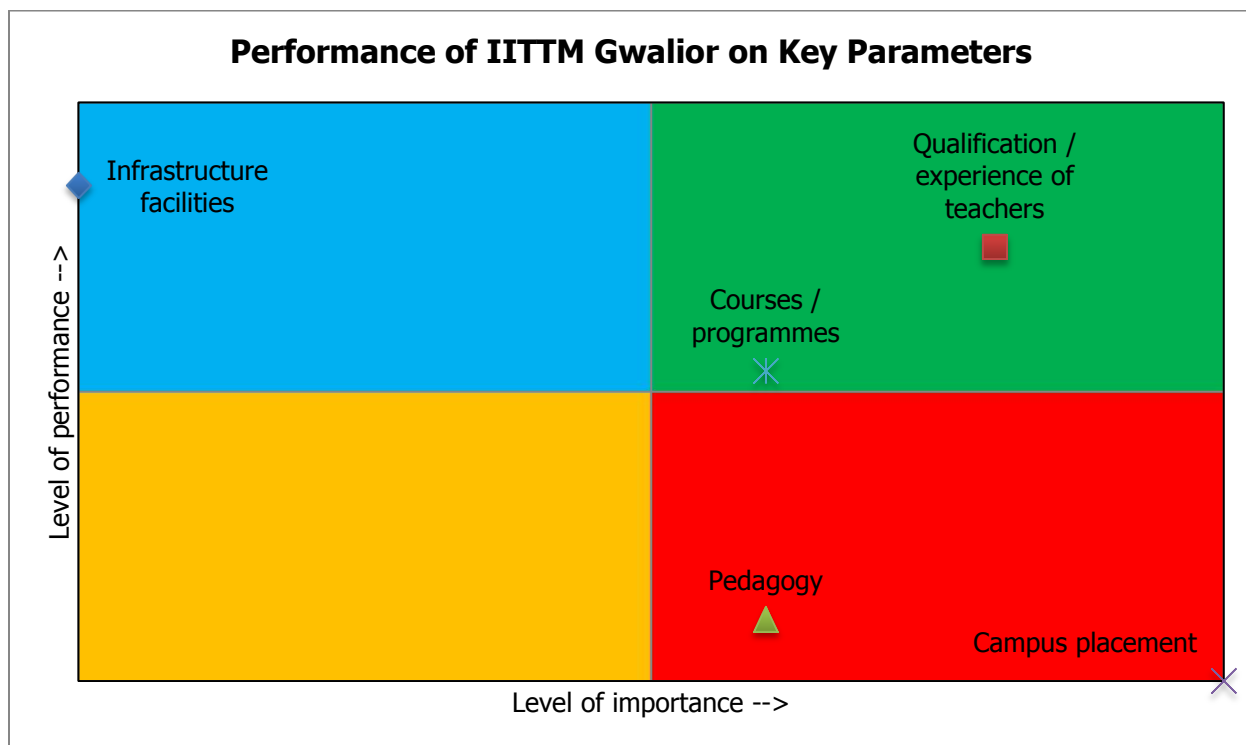 Performance of IITTM Gwalior on Key Parameters
Infrastructure
facilities
Qualification /
experience of
teachers
Courses /
programmes
Level of performance -->
Pedagogy
Campus placement
Level of importance -->